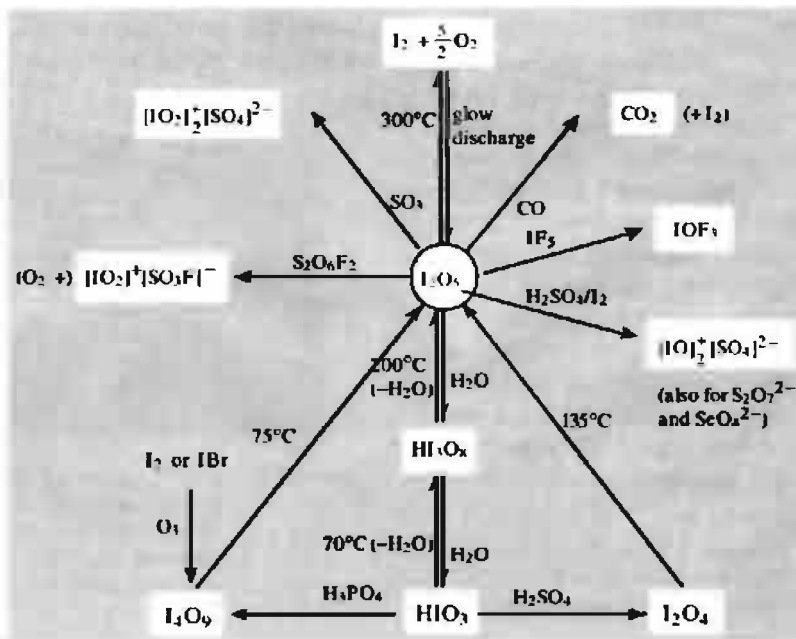 I₂ + 5/2 O₂
[IO₂]₂⁺[SO₄]²⁻
300°C
glow
discharge
CO₂ (+ I₂)
SO₃
CO
IF₅
IOF₃
(O₂ +) [IO₂]⁺[SO₃F]⁻
S₂O₆F₂
I₂O₅
H₂SO₄/I₂
[IO]₂⁺[SO₄]²⁻
(also for S₂O₇²⁻
and SeO₄²⁻)
200°C
(–H₂O)
H₂O
75°C
135°C
I₂ or IBr
HI₃O₈
O₃
70°C (–H₂O)
H₂O
I₄O₉
H₃PO₄
HIO₃
H₂SO₄
I₂O₄